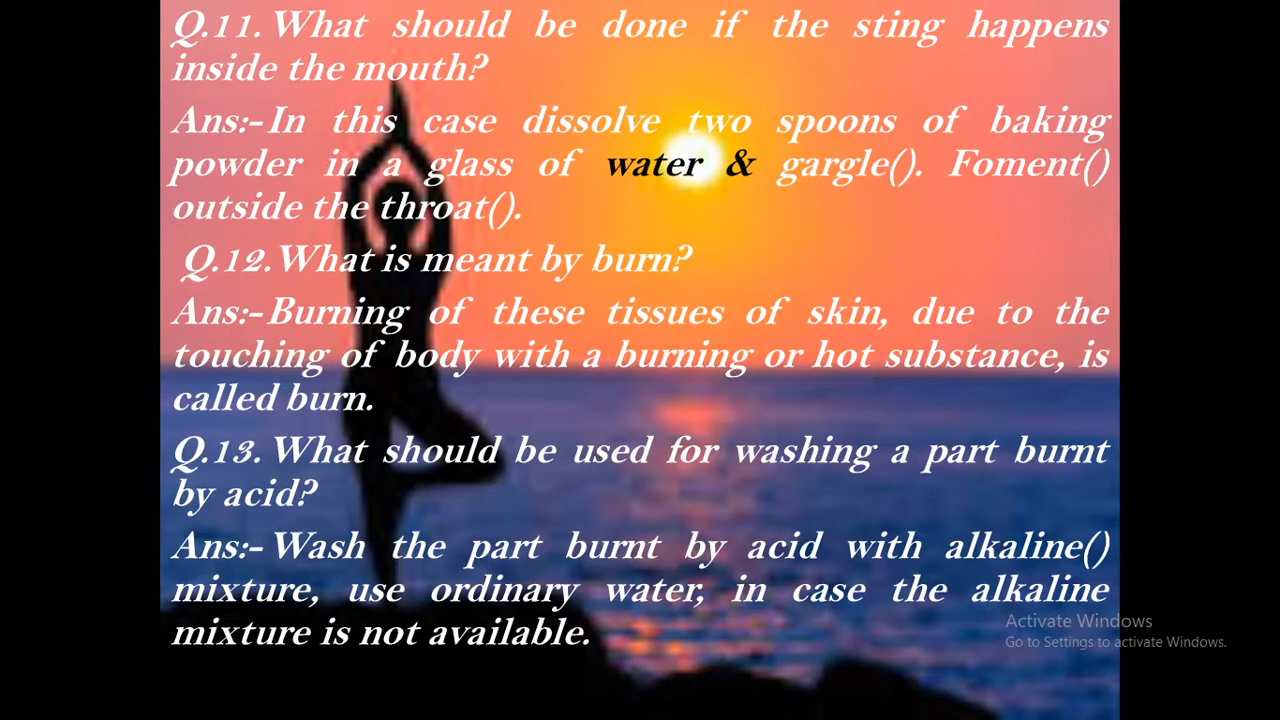 Q.11. What should be done if the sting happens
inside the mouth?
Ans:- In this case dissolve two spoons of baking
powder in a glass of water & gargle(). Foment()
outside the throat().
Q.12. What is meant by burn?
Ans:- Burning of these tissues of skin, due to the
touching of body with a burning or hot substance, is
called burn.
Q.13. What should be used for washing a part burnt
by acid?
Ans:- Wash the part burnt by acid with alkaline()
mixture, use ordinary water, in case the alkaline
mixture is not available.
Activate Windows
Go to Settings to activate Windows.